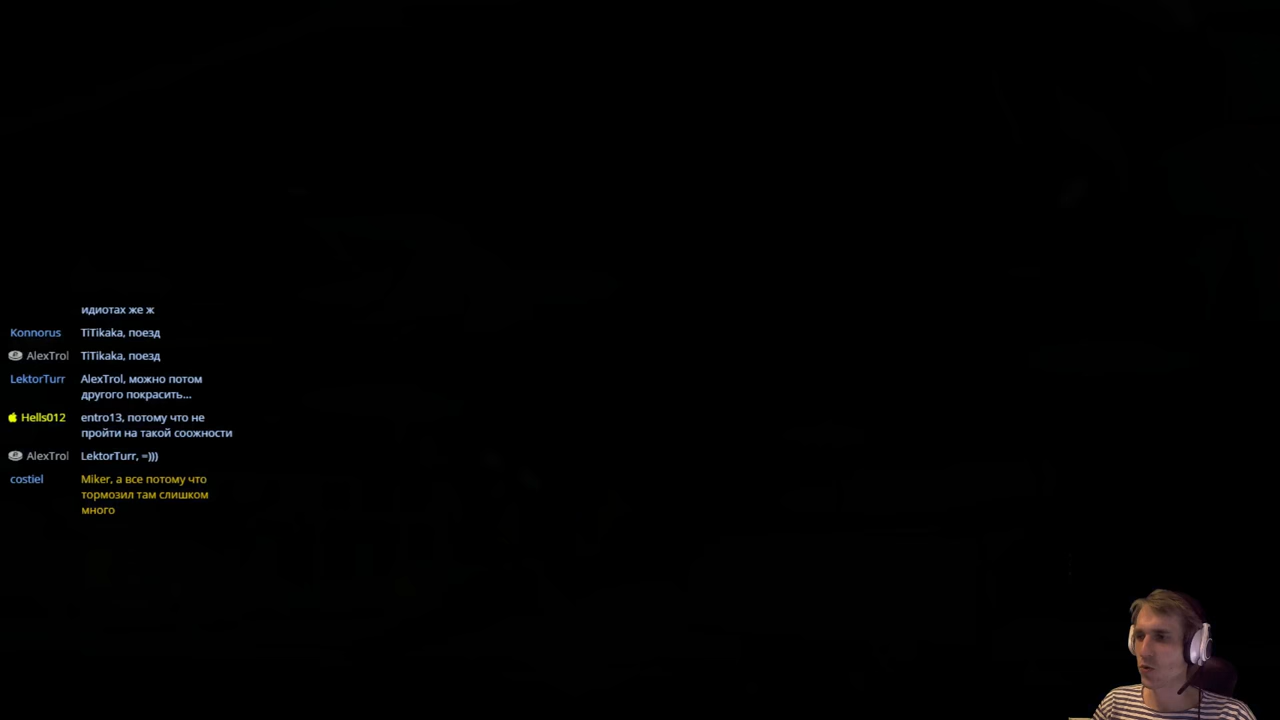 идиотах же ж
Konnorus TiTikaka, поезд
AlexTrol TiTikaka, поезд
LektorTurr AlexTrol, можно потом
другого покрасить...
Hells012 entro13, потому что не
пройти на такой соожности
AlexTrol LektorTurr, =)))
costiel Miker, а все потому что
тормозил там слишком
много